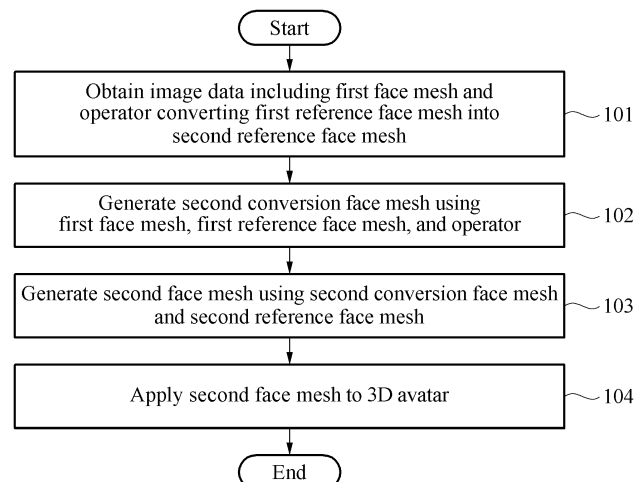 Start
Obtain image data including first face mesh and
operator converting first reference face mesh into
second reference face mesh
101
Generate second conversion face mesh using
first face mesh, first reference face mesh, and operator
102
Generate second face mesh using second conversion face mesh
and second reference face mesh
103
Apply second face mesh to 3D avatar
104
End